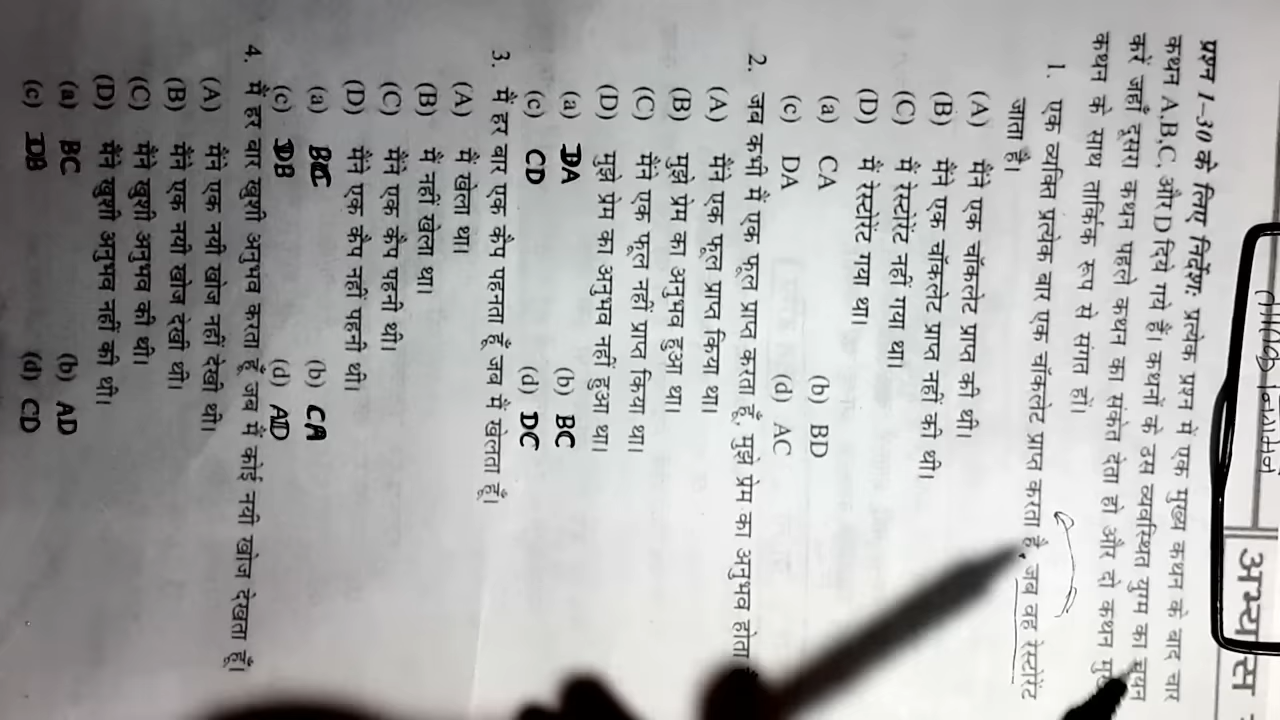 तार्किक निगमन
अभ्यास
प्रश्न 1–30 के लिए निर्देशः प्रत्येक प्रश्न में एक मुख्य कथन के बाद चार
कथन A,B,C, और D दिये गये हैं। कथनों के उस व्यवस्थित युग्म का चयन
करें जहाँ दूसरा कथन पहले कथन का संकेत देता हो और दो कथन
कथन के साथ तार्किक रूप से संगत हों।
1. एक व्यक्ति प्रत्येक बार एक चॉकलेट प्राप्त करता है, जब वह रेस्टोरेंट
जाता है।
(A) मैंने एक चॉकलेट प्राप्त की थी।
(B) मैंने एक चॉकलेट प्राप्त नहीं की थी।
(C) मैं रेस्टोरेंट नहीं गया था।
(D) मैं रेस्टोरेंट गया था।
(a) CA (b) BD
(c) DA (d) AC
2. जब कभी मैं एक फूल प्राप्त करता हूँ, मुझे प्रेम का अनुभव होता
(A) मैंने एक फूल प्राप्त किया था।
(B) मुझे प्रेम का अनुभव हुआ था।
(C) मैंने एक फूल नहीं प्राप्त किया था।
(D) मुझे प्रेम का अनुभव नहीं हुआ था।
(a) DA (b) BC
(c) CD (d) DC
3. मैं हर बार एक कैप पहनता हूँ जब मैं खेलता हूँ।
(A) मैं खेला था।
(B) मैं नहीं खेला था।
(C) मैंने एक कैप पहनी थी।
(D) मैंने एक कैप नहीं पहनी थी।
(a) BC (b) CA
(c) DB (d) AD
4. मैं हर बार खुशी अनुभव करता हूँ जब मैं कोई नयी खोज देखता हूँ।
(A) मैंने एक नयी खोज नहीं देखी थी।
(B) मैंने एक नयी खोज देखी थी।
(C) मैंने खुशी अनुभव की थी।
(D) मैंने खुशी अनुभव नहीं की थी।
(a) BC (b) AD
(c) DB (d) CD